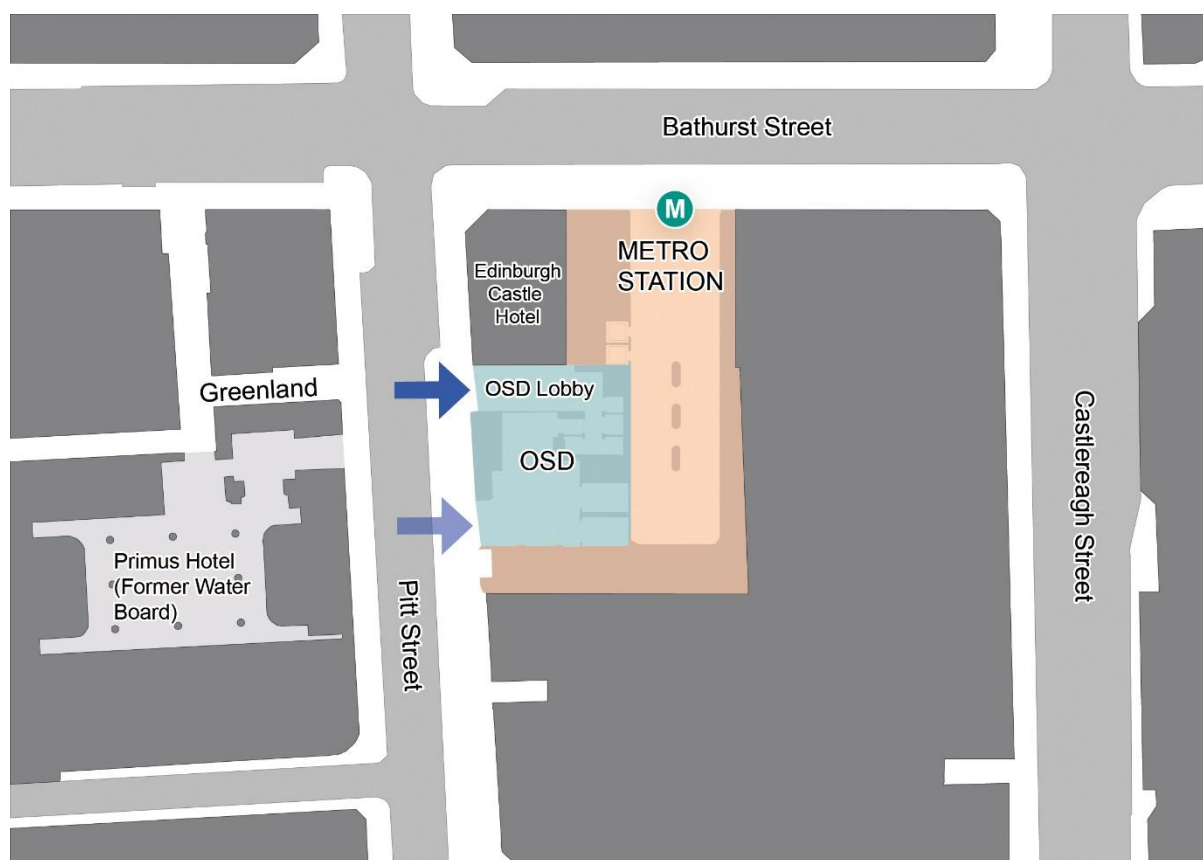 Bathurst Street
M
METRO
STATION
Edinburgh
Castle
Hotel
Greenland
OSD Lobby
OSD
Castlereagh Street
Primus Hotel
(Former Water
Board)
Pitt Street